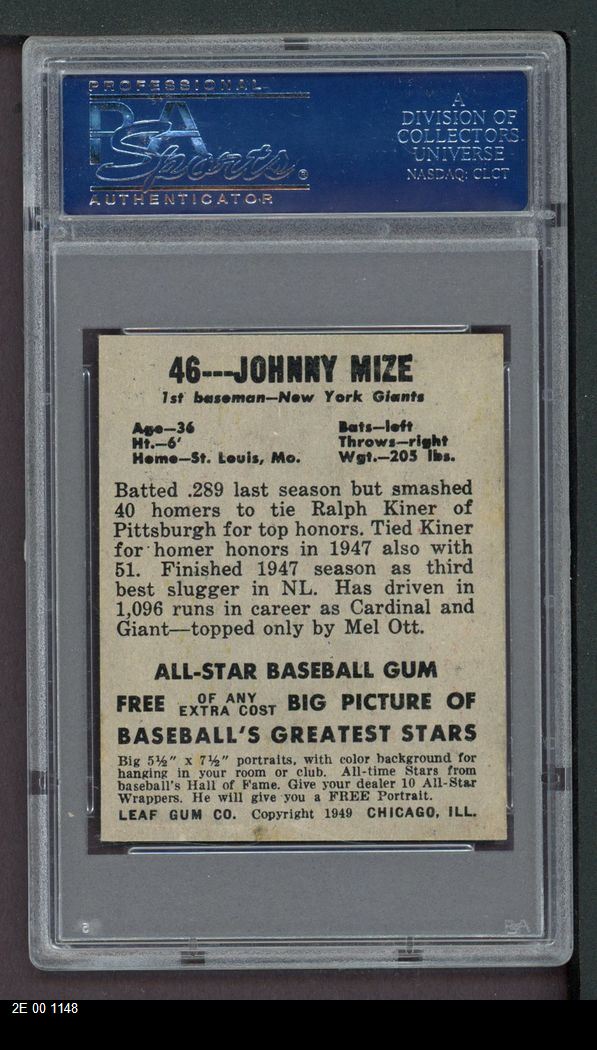 PROFESSIONAL
PSA
Sports®
AUTHENTICATOR
A
DIVISION OF
COLLECTORS
UNIVERSE
NASDAQ: CLCT
46---JOHNNY MIZE
1st baseman—New York Giants
Age—36 Bats—left
Ht.—6' Throws—right
Home—St. Louis, Mo. Wgt.—205 lbs.
Batted .289 last season but smashed
40 homers to tie Ralph Kiner of
Pittsburgh for top honors. Tied Kiner
for homer honors in 1947 also with
51. Finished 1947 season as third
best slugger in NL. Has driven in
1,096 runs in career as Cardinal and
Giant—topped only by Mel Ott.
ALL-STAR BASEBALL GUM
FREE OF ANY EXTRA COST BIG PICTURE OF
BASEBALL'S GREATEST STARS
Big 5½" x 7½" portraits, with color background for
hanging in your room or club. All-time Stars from
baseball's Hall of Fame. Give your dealer 10 All-Star
Wrappers. He will give you a FREE Portrait.
LEAF GUM CO. Copyright 1949 CHICAGO, ILL.
PSA
2E 00 1148